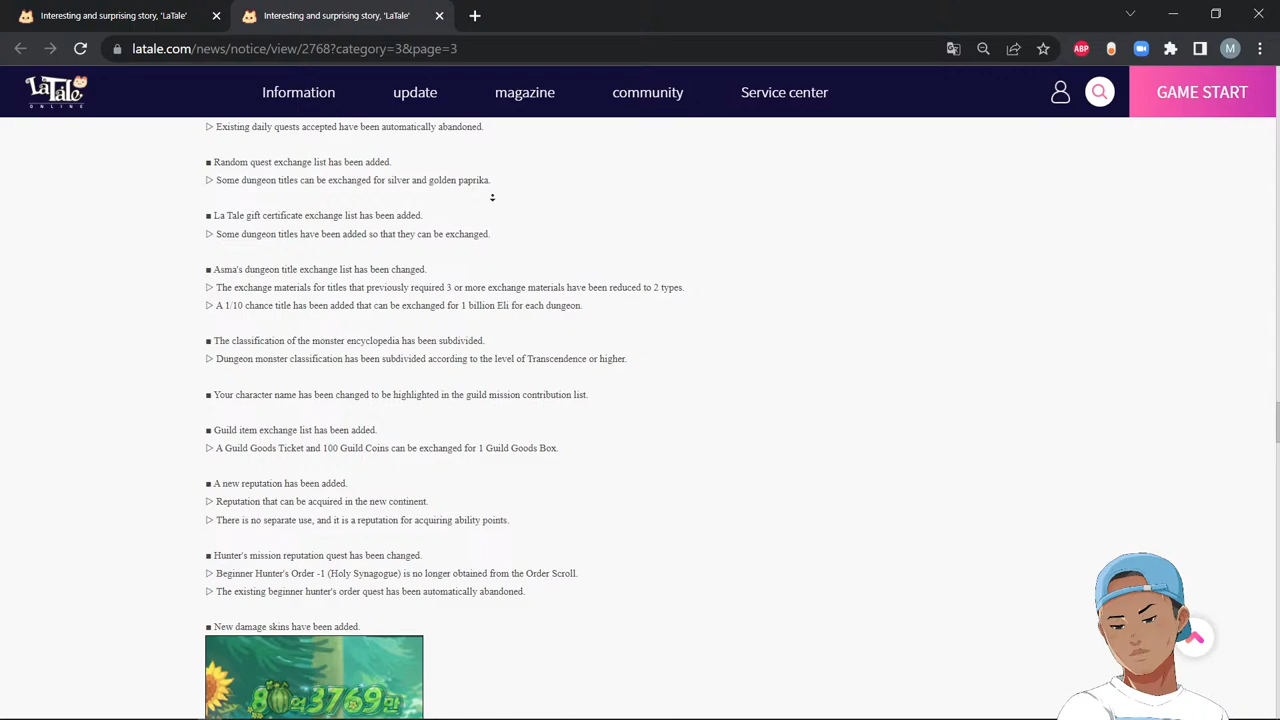 Interesting and surprising story, 'LaTale'
Interesting and surprising story, 'LaTale'
latale.com/news/notice/view/2768?category=3&page=3
ABP
M
LaTale
ONLINE
Information
update
magazine
community
Service center
GAME START
▷ Existing daily quests accepted have been automatically abandoned.
■ Random quest exchange list has been added.
▷ Some dungeon titles can be exchanged for silver and golden paprika.
■ La Tale gift certificate exchange list has been added.
▷ Some dungeon titles have been added so that they can be exchanged.
■ Asma's dungeon title exchange list has been changed.
▷ The exchange materials for titles that previously required 3 or more exchange materials have been reduced to 2 types.
▷ A 1/10 chance title has been added that can be exchanged for 1 billion Eli for each dungeon.
■ The classification of the monster encyclopedia has been subdivided.
▷ Dungeon monster classification has been subdivided according to the level of Transcendence or higher.
■ Your character name has been changed to be highlighted in the guild mission contribution list.
■ Guild item exchange list has been added.
▷ A Guild Goods Ticket and 100 Guild Coins can be exchanged for 1 Guild Goods Box.
■ A new reputation has been added.
▷ Reputation that can be acquired in the new continent.
▷ There is no separate use, and it is a reputation for acquiring ability points.
■ Hunter's mission reputation quest has been changed.
▷ Beginner Hunter's Order -1 (Holy Synagogue) is no longer obtained from the Order Scroll.
▷ The existing beginner hunter's order quest has been automatically abandoned.
■ New damage skins have been added.
80억3769만